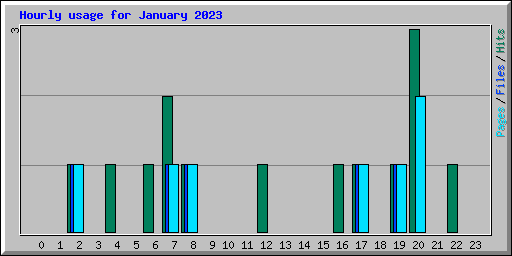 Hourly usage for January 2023
3
Pages/Files/Hits
0 1 2 3 4 5 6 7 8 9 10 11 12 13 14 15 16 17 18 19 20 21 22 23